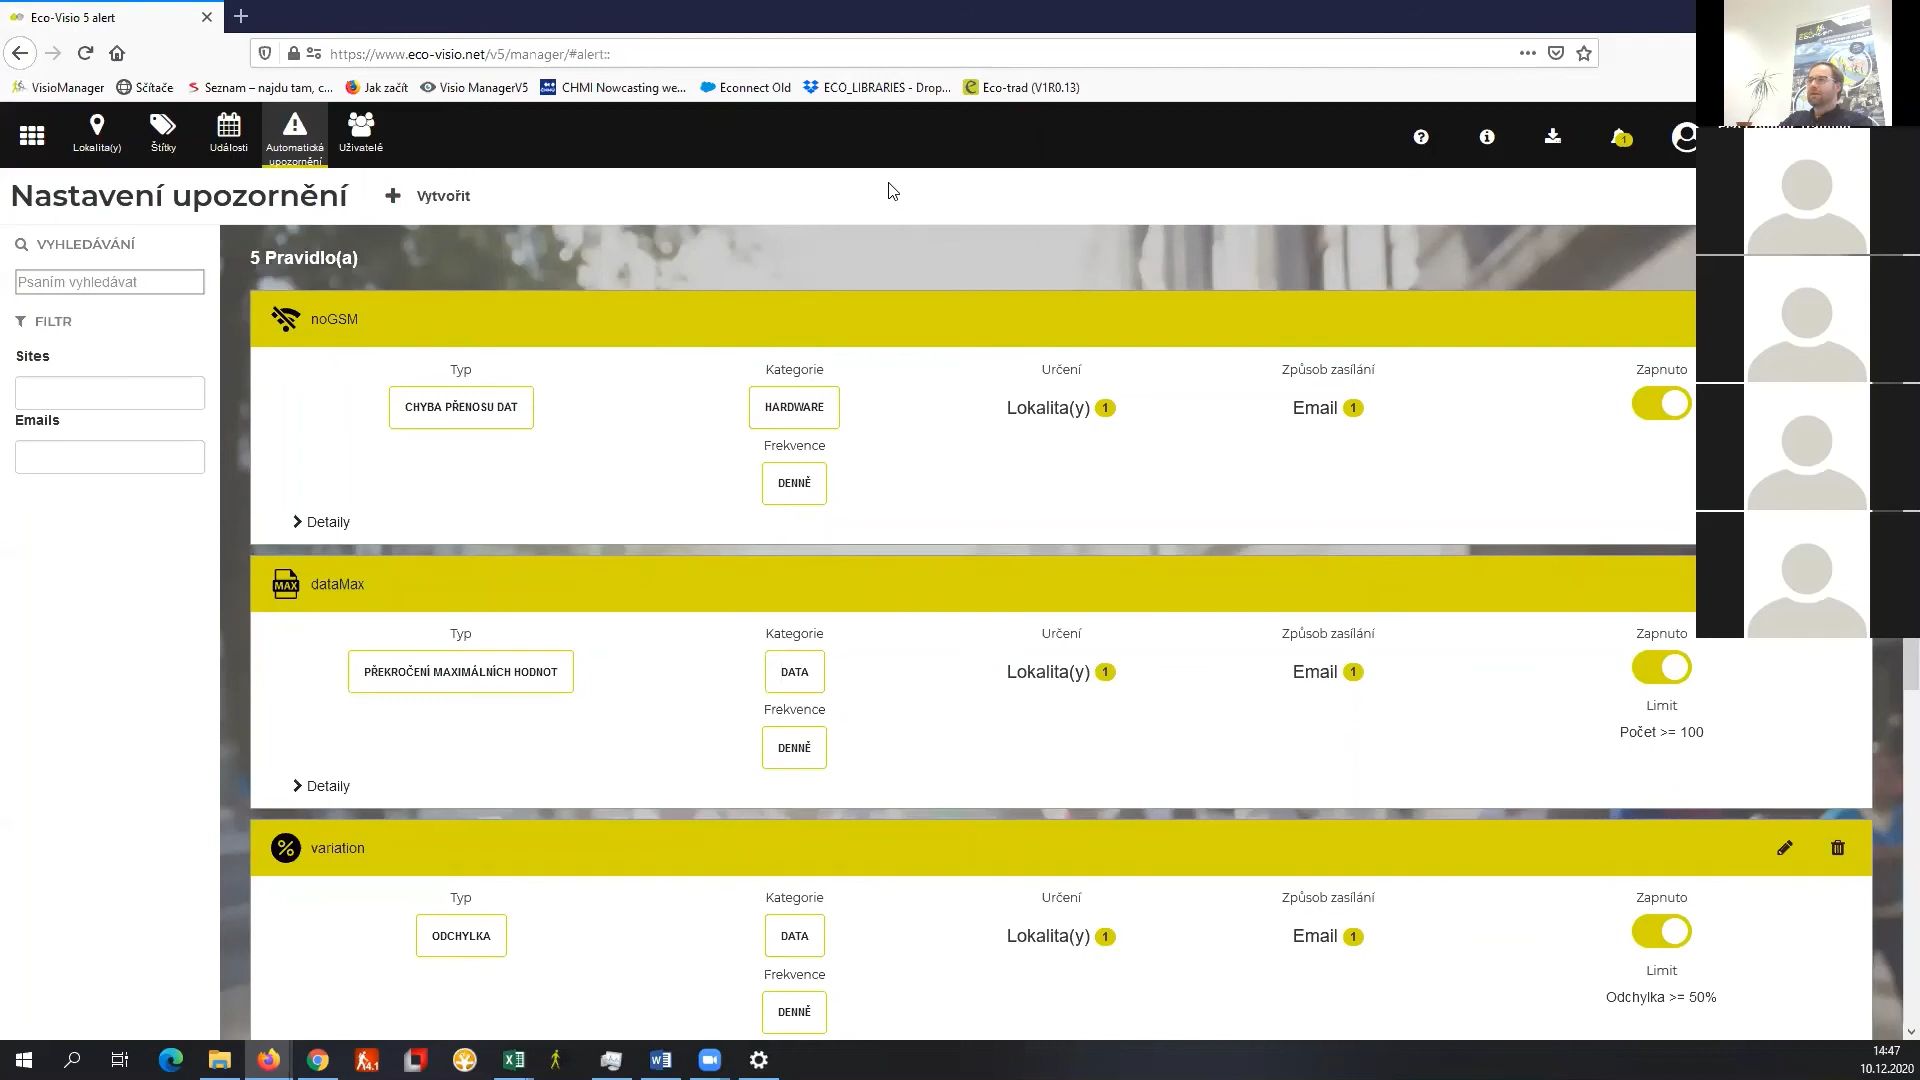 Eco-Visio 5 alert
https://www.eco-visio.net/v5/manager/#alert::
VisioManager
Sčítače
Seznam – najdu tam, c...
Jak začít
Visio ManagerV5
CHMI Nowcasting we...
Econnect Old
ECO_LIBRARIES - Drop...
Eco-trad (V1R0.13)
Lokalita(y)
Štítky
Události
Automatická
upozornění
Uživatelé
1
Nastavení upozornění
Vytvořit
VYHLEDÁVÁNÍ
Psaním vyhledávat
FILTR
Sites
Emails
5 Pravidlo(a)
noGSM
Typ
Kategorie
Určení
Způsob zasílání
Zapnuto
CHYBA PŘENOSU DAT
HARDWARE
Lokalita(y) 1
Email 1
Frekvence
DENNĚ
Detaily
MAX
dataMax
Typ
Kategorie
Určení
Způsob zasílání
Zapnuto
PŘEKROČENÍ MAXIMÁLNÍCH HODNOT
DATA
Lokalita(y) 1
Email 1
Frekvence
Limit
DENNĚ
Počet >= 100
Detaily
%
variation
Typ
Kategorie
Určení
Způsob zasílání
Zapnuto
ODCHYLKA
DATA
Lokalita(y) 1
Email 1
Frekvence
Limit
DENNĚ
Odchylka >= 50%
4.1
14:47
10.12.2020